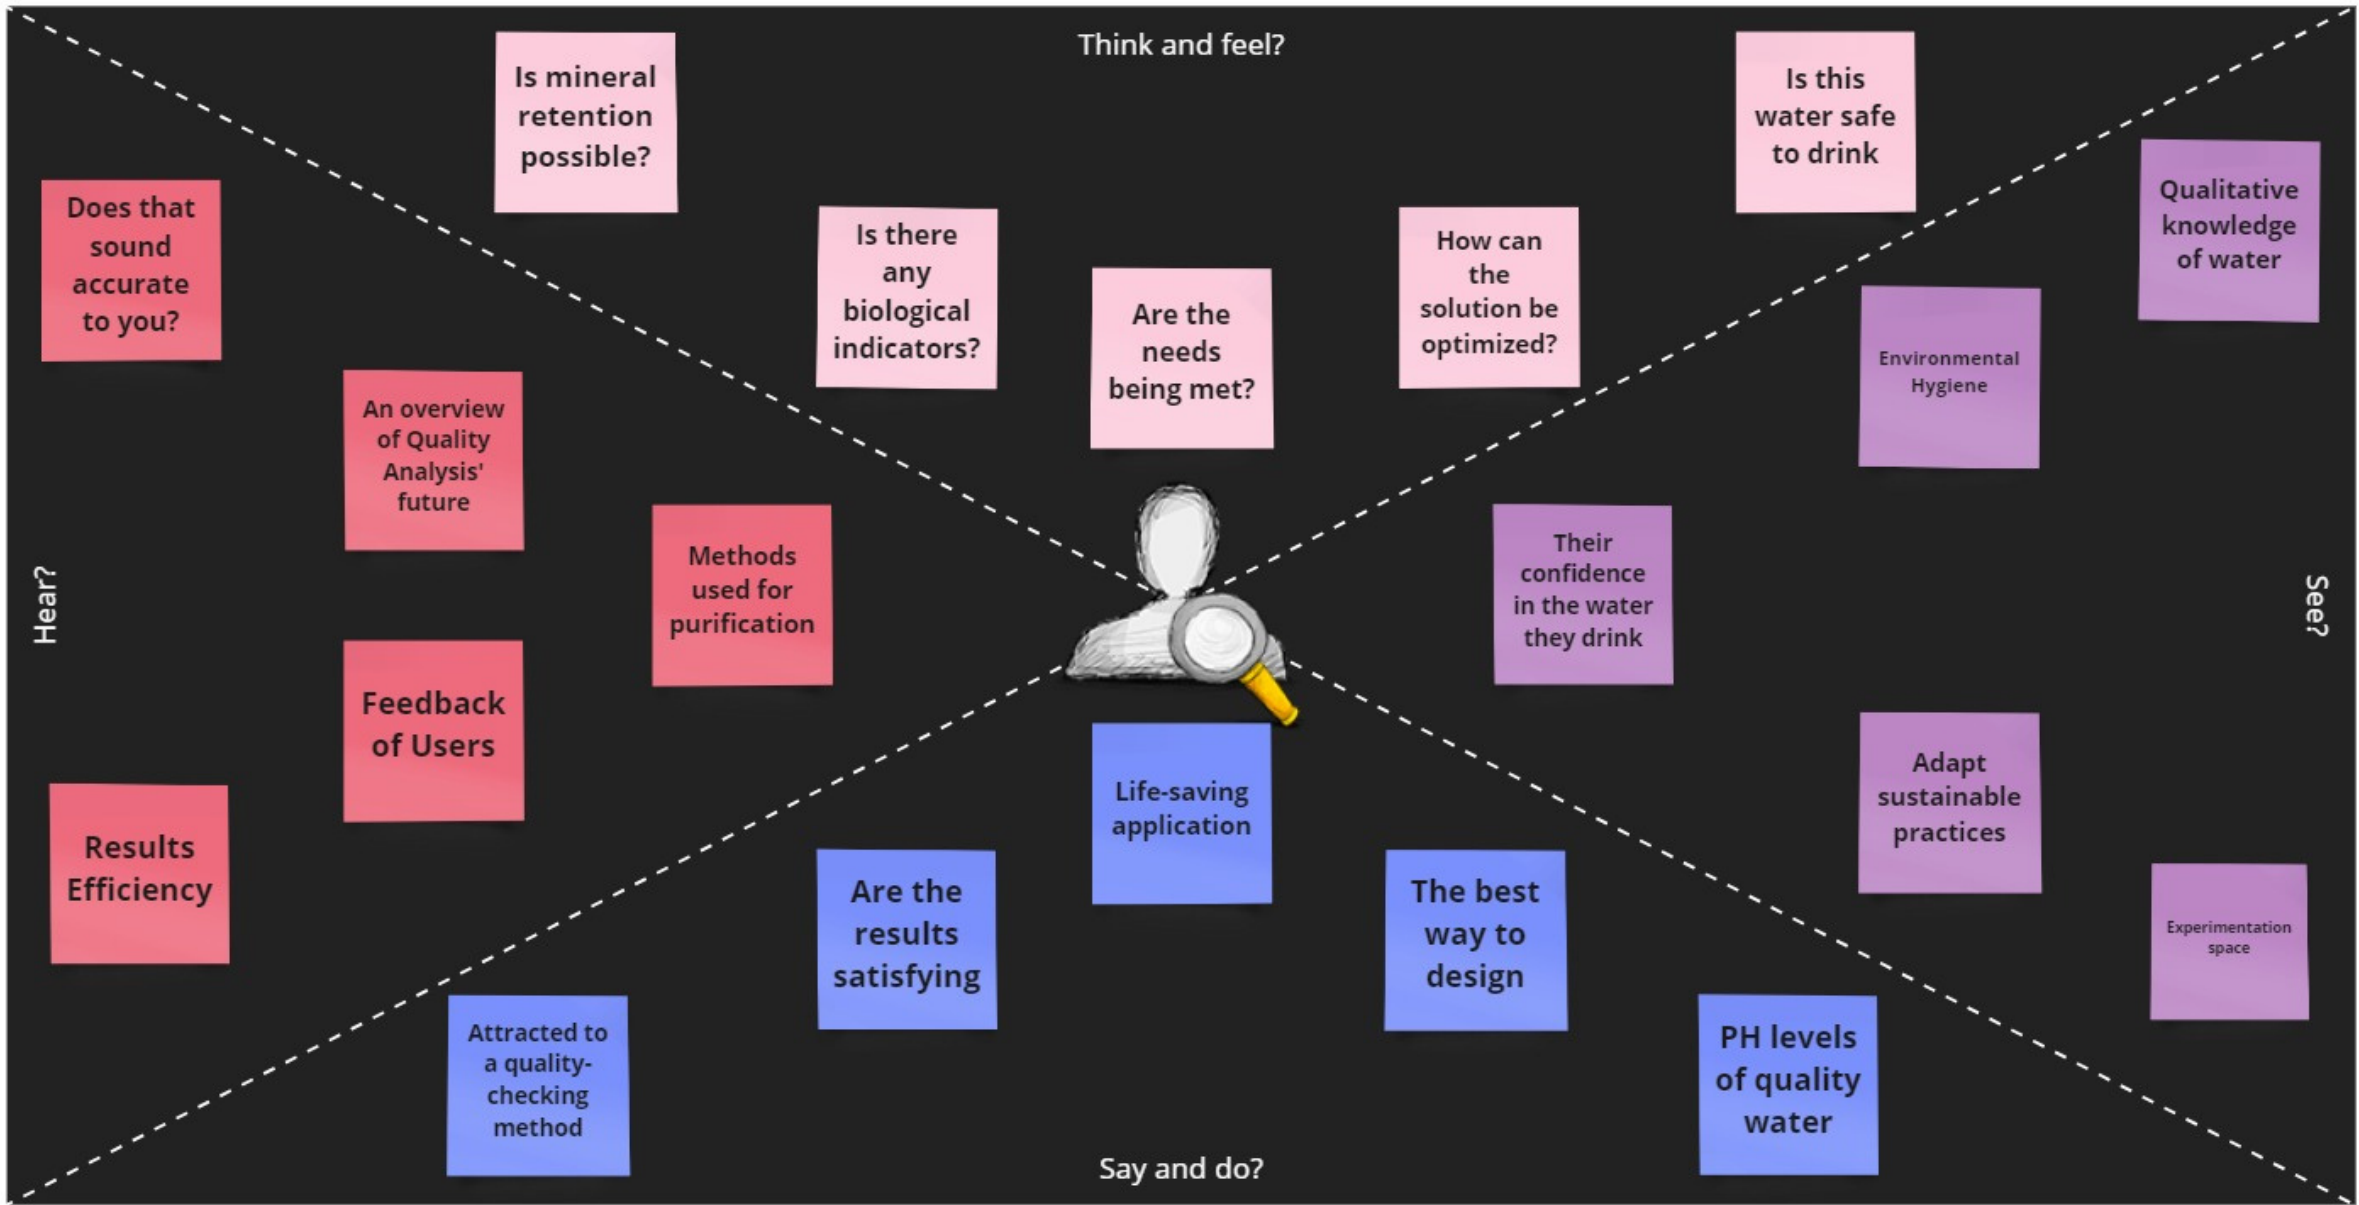 Think and feel?
Is mineral
retention
possible?
Is there
any
biological
indicators?
Are the
needs
being met?
How can
the
solution be
optimized?
Is this
water safe
to drink
Hear?
Does that
sound
accurate
to you?
An overview
of Quality
Analysis'
future
Methods
used for
purification
Feedback
of Users
Results
Efficiency
See?
Qualitative
knowledge
of water
Environmental
Hygiene
Their
confidence
in the water
they drink
Adapt
sustainable
practices
Experimentation
space
Life-saving
application
Are the
results
satisfying
The best
way to
design
Attracted to
a quality-
checking
method
PH levels
of quality
water
Say and do?